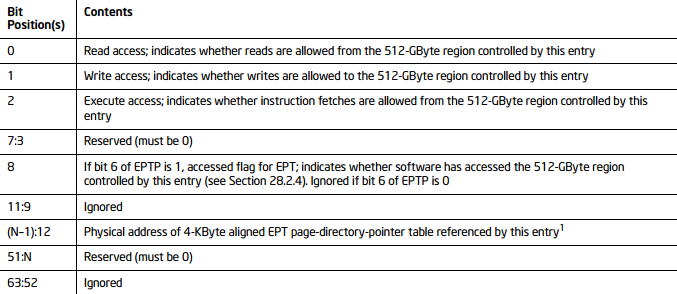 Bit
Position(s)
Contents
0
Read access; indicates whether reads are allowed from the 512-GByte region controlled by this entry
1
Write access; indicates whether writes are allowed to the 512-GByte region controlled by this entry
2
Execute access; indicates whether instruction fetches are allowed from the 512-GByte region controlled by this
entry
7:3
Reserved (must be 0)
8
If bit 6 of EPTP is 1, accessed flag for EPT; indicates whether software has accessed the 512-GByte region
controlled by this entry (see Section 28.2.4). Ignored if bit 6 of EPTP is 0
11:9
Ignored
(N–1):12
Physical address of 4-KByte aligned EPT page-directory-pointer table referenced by this entry1
51:N
Reserved (must be 0)
63:52
Ignored